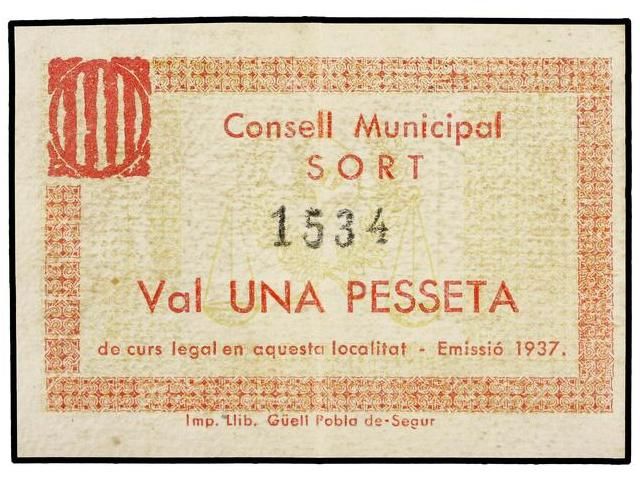 Consell Municipal
SORT
1534
Val UNA PESSETA
de curs legal en aquesta localitat - Emissió 1937.
Imp. Llib. Güell Pobla de-Segur